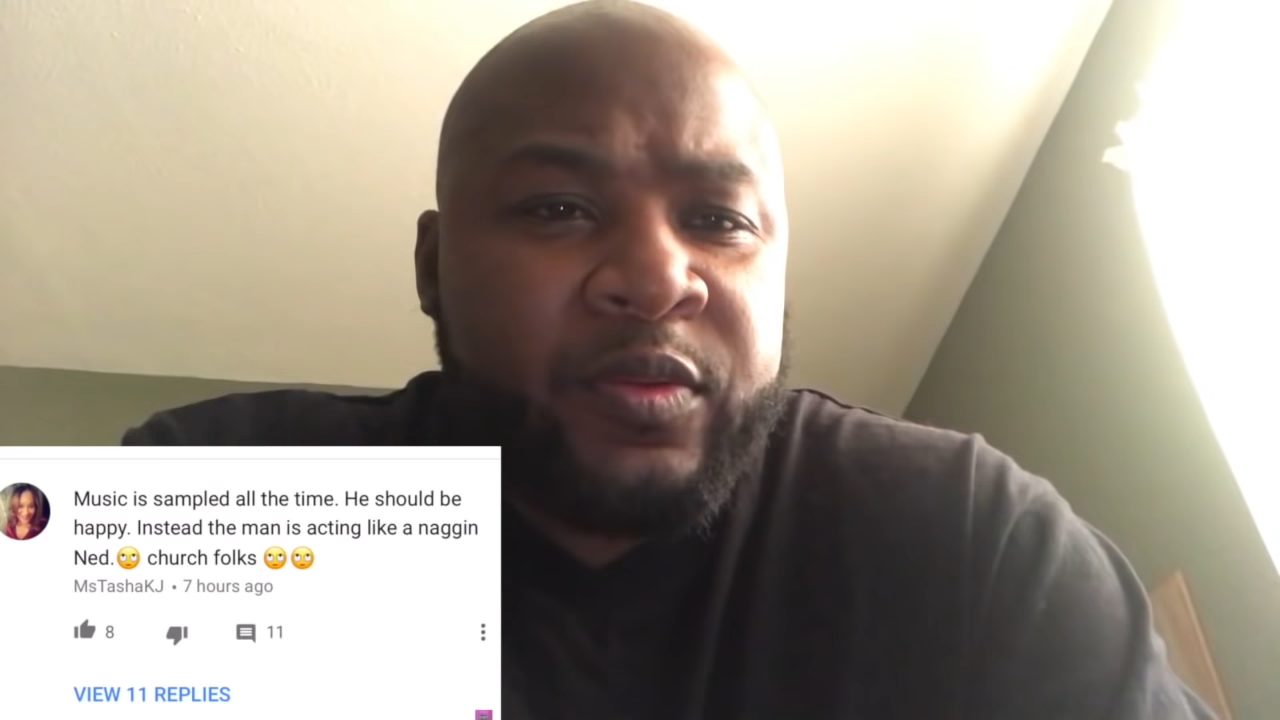 Music is sampled all the time. He should be
happy. Instead the man is acting like a naggin
Ned.🙄 church folks 🙄🙄
MsTashaKJ • 7 hours ago
8
11
VIEW 11 REPLIES